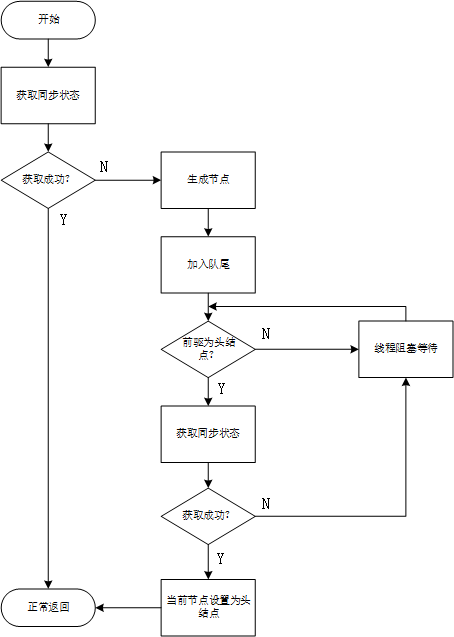 开始
获取同步状态
获取成功?
N
Y
生成节点
加入队尾
前驱为头结
点?
N
线程阻塞等待
Y
获取同步状态
获取成功?
N
Y
当前节点设置为头
结点
正常返回